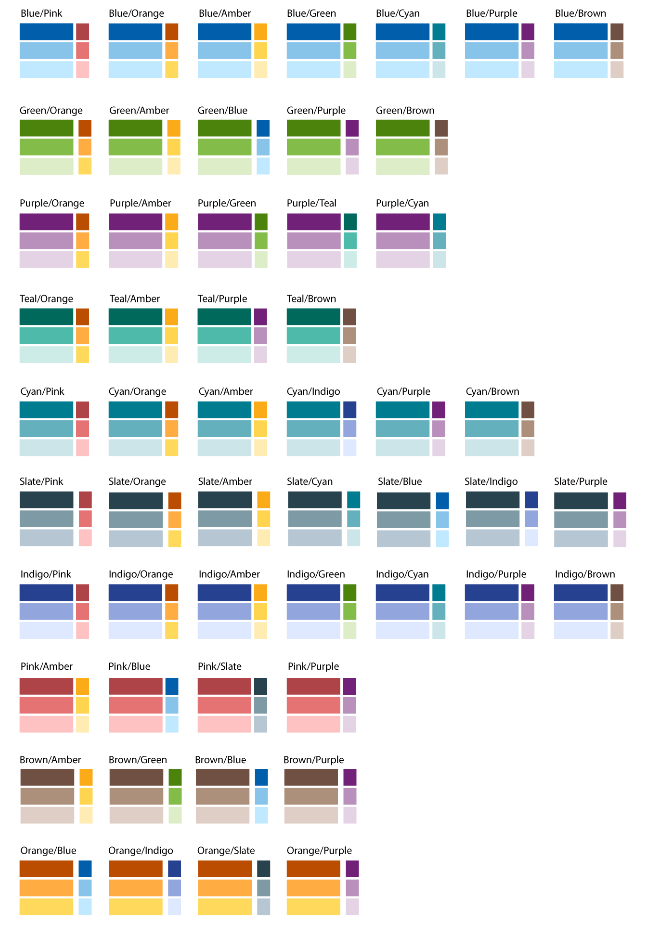 Blue/Pink Blue/Orange Blue/Amber Blue/Green Blue/Cyan Blue/Purple Blue/Brown
Green/Orange Green/Amber Green/Blue Green/Purple Green/Brown
Purple/Orange Purple/Amber Purple/Green Purple/Teal Purple/Cyan
Teal/Orange Teal/Amber Teal/Purple Teal/Brown
Cyan/Pink Cyan/Orange Cyan/Amber Cyan/Indigo Cyan/Purple Cyan/Brown
Slate/Pink Slate/Orange Slate/Amber Slate/Cyan Slate/Blue Slate/Indigo Slate/Purple
Indigo/Pink Indigo/Orange Indigo/Amber Indigo/Green Indigo/Cyan Indigo/Purple Indigo/Brown
Pink/Amber Pink/Blue Pink/Slate Pink/Purple
Brown/Amber Brown/Green Brown/Blue Brown/Purple
Orange/Blue Orange/Indigo Orange/Slate Orange/Purple